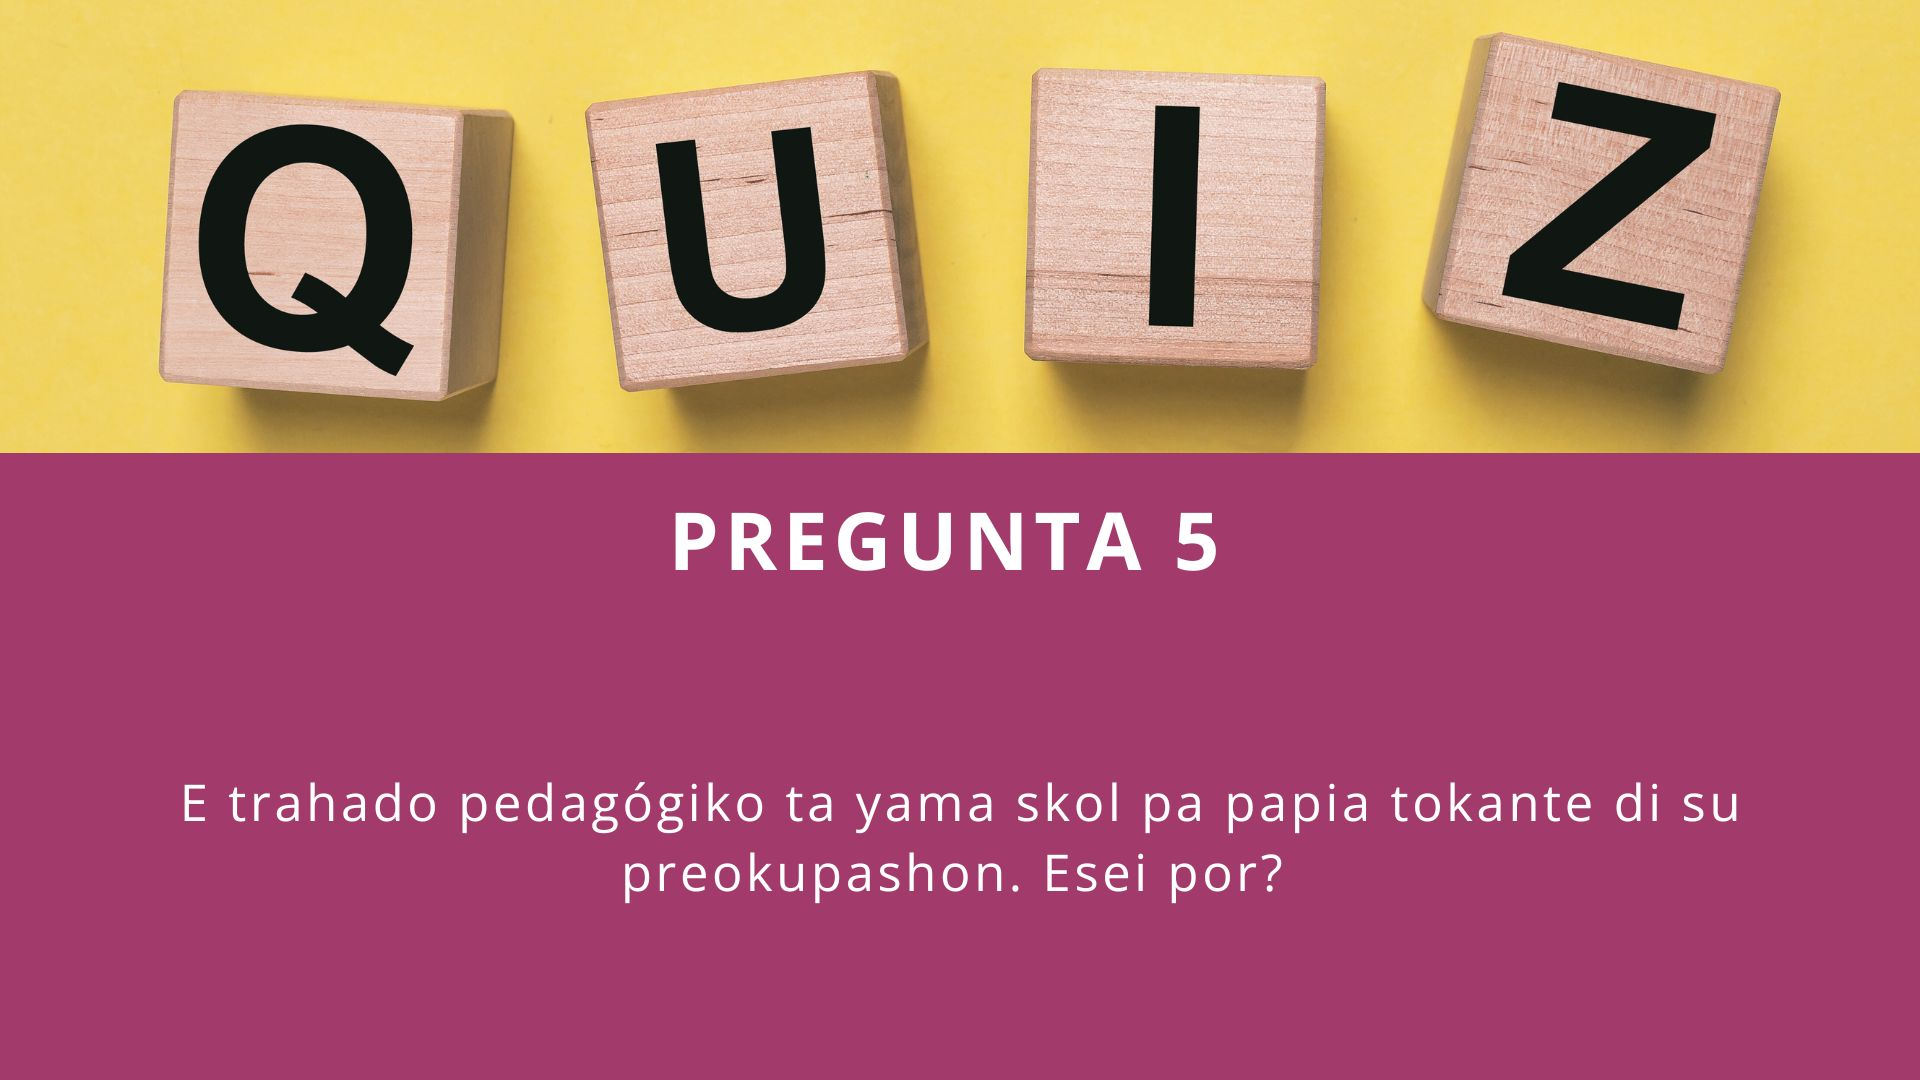 QUIZ
PREGUNTA 5
E trahado pedagógiko ta yama skol pa papia tokante di su
preokupashon. Esei por?